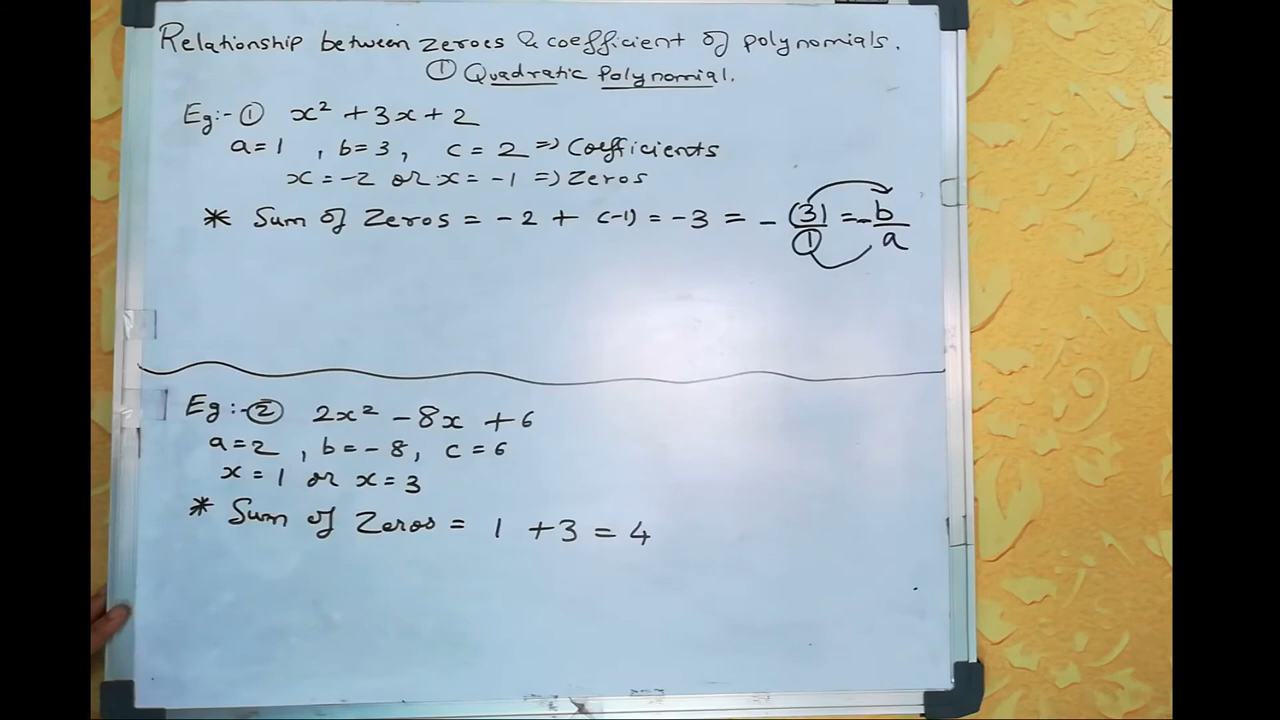 Relationship between zeroes & coefficient of polynomials.
① Quadratic Polynomial.
Eg:- ① x² + 3x + 2
a = 1 , b = 3 , c = 2 => Coefficients
x = -2 or x = -1 => Zeros
* Sum of Zeros = -2 + (-1) = -3 = -(3)/1 = -b/a
Eg:- ② 2x² - 8x + 6
a = 2 , b = -8 , c = 6
x = 1 or x = 3
* Sum of Zeros = 1 + 3 = 4